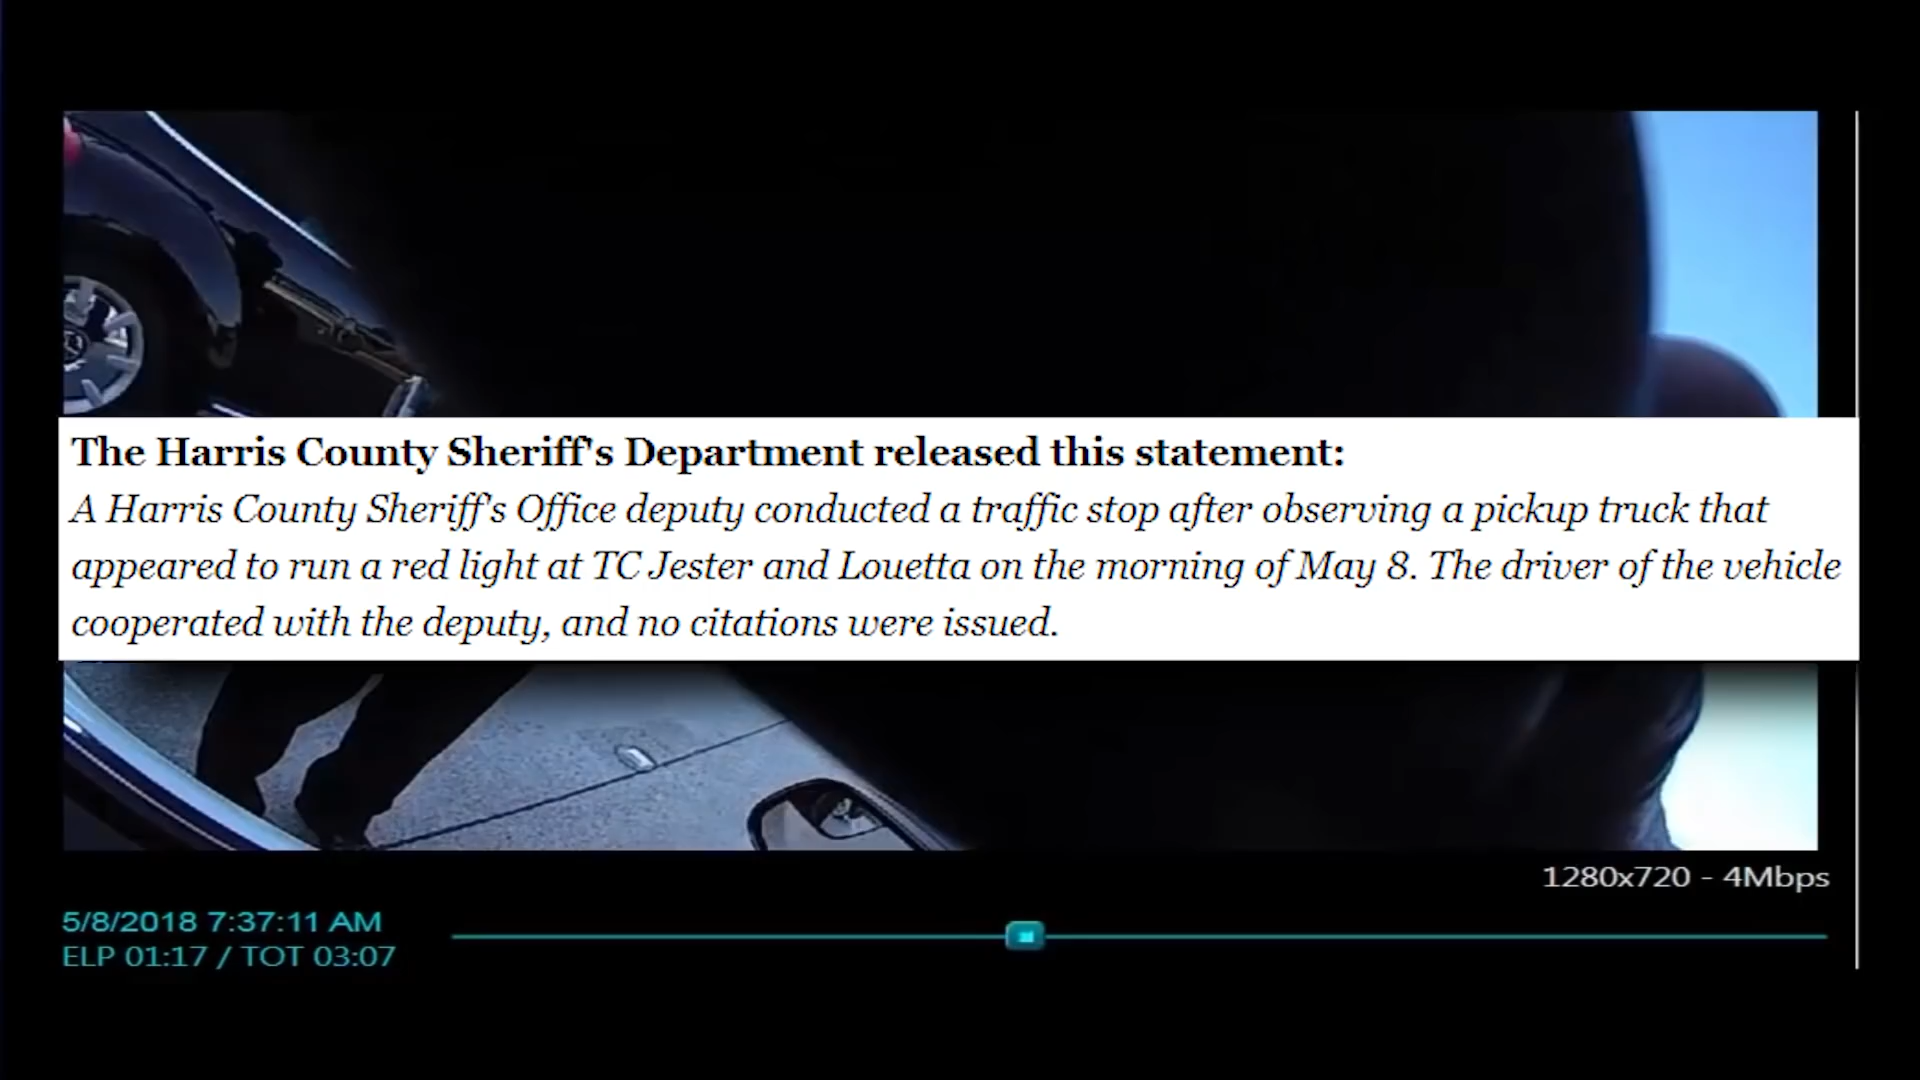 The Harris County Sheriff's Department released this statement:
A Harris County Sheriff's Office deputy conducted a traffic stop after observing a pickup truck that
appeared to run a red light at TC Jester and Louetta on the morning of May 8. The driver of the vehicle
cooperated with the deputy, and no citations were issued.
1280x720 - 4Mbps
5/8/2018 7:37:11 AM
ELP 01:17 / TOT 03:07